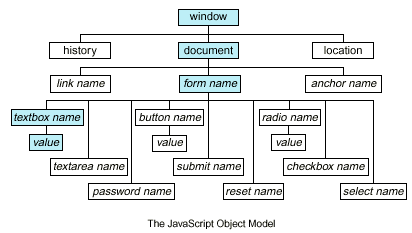 window
history document location
link name form name anchor name
textbox name button name radio name
value value value
textarea name submit name checkbox name
password name reset name select name
The JavaScript Object Model